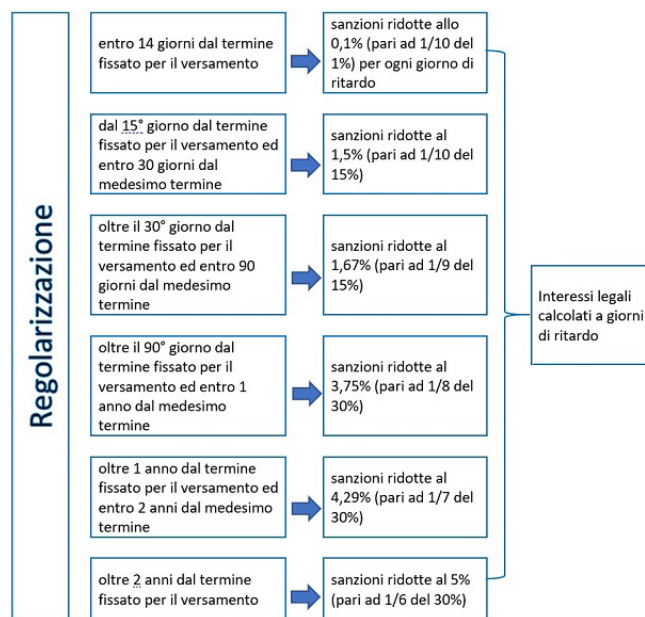 Regolarizzazione
entro 14 giorni dal termine
fissato per il versamento
sanzioni ridotte allo
0,1% (pari ad 1/10 del
1%) per ogni giorno di
ritardo
dal 15° giorno dal termine
fissato per il versamento ed
entro 30 giorni dal
medesimo termine
sanzioni ridotte al
1,5% (pari ad 1/10 del
15%)
oltre il 30° giorno dal
termine fissato per il
versamento ed entro 90
giorni dal medesimo
termine
sanzioni ridotte al
1,67% (pari ad 1/9 del
15%)
oltre il 90° giorno dal
termine fissato per il
versamento ed entro 1
anno dal medesimo
termine
sanzioni ridotte al
3,75% (pari ad 1/8 del
30%)
oltre 1 anno dal termine
fissato per il versamento ed
entro 2 anni dal medesimo
termine
sanzioni ridotte al
4,29% (pari ad 1/7 del
30%)
oltre 2 anni dal termine
fissato per il versamento
sanzioni ridotte al 5%
(pari ad 1/6 del 30%)
Interessi legali
calcolati a giorni
di ritardo